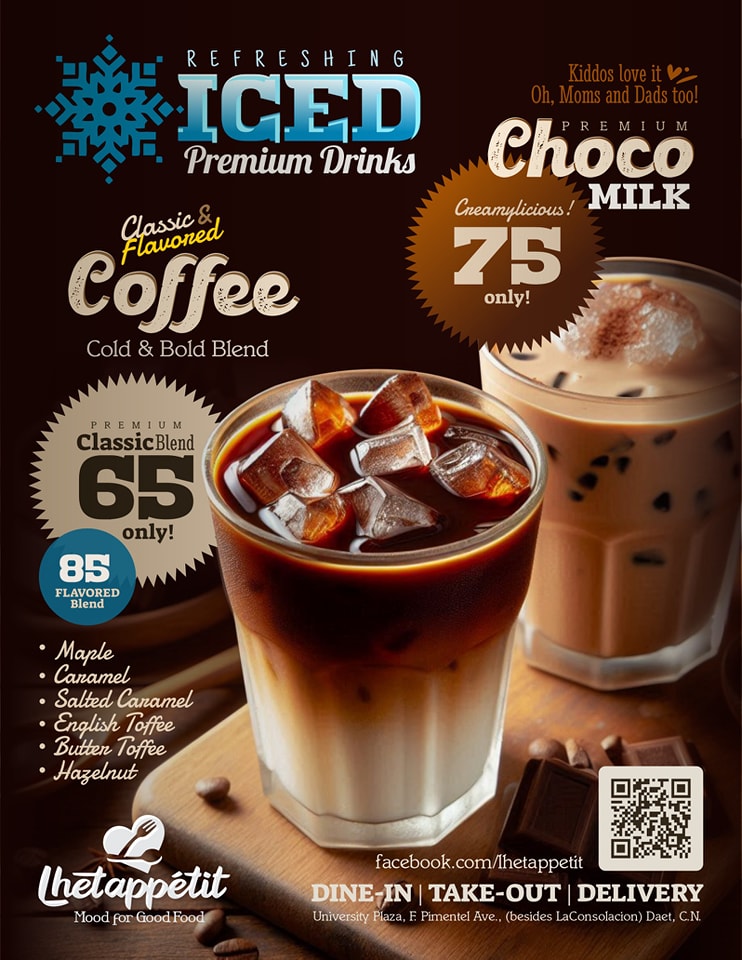 REFRESHING
ICED
Premium Drinks
Kiddos love it
Oh, Moms and Dads too!
PREMIUM
Choco
MILK
Creamylicious!
75
only!
Classic &
Flavored
Coffee
Cold & Bold Blend
PREMIUM
Classic Blend
65
only!
85
FLAVORED
Blend
• Maple
• Caramel
• Salted Caramel
• English Toffee
• Butter Toffee
• Hazelnut
Lhetappétit
Mood for Good Food
facebook.com/lhetappetit
DINE-IN | TAKE-OUT | DELIVERY
University Plaza, F. Pimentel Ave., (besides LaConsolacion) Daet, C.N.